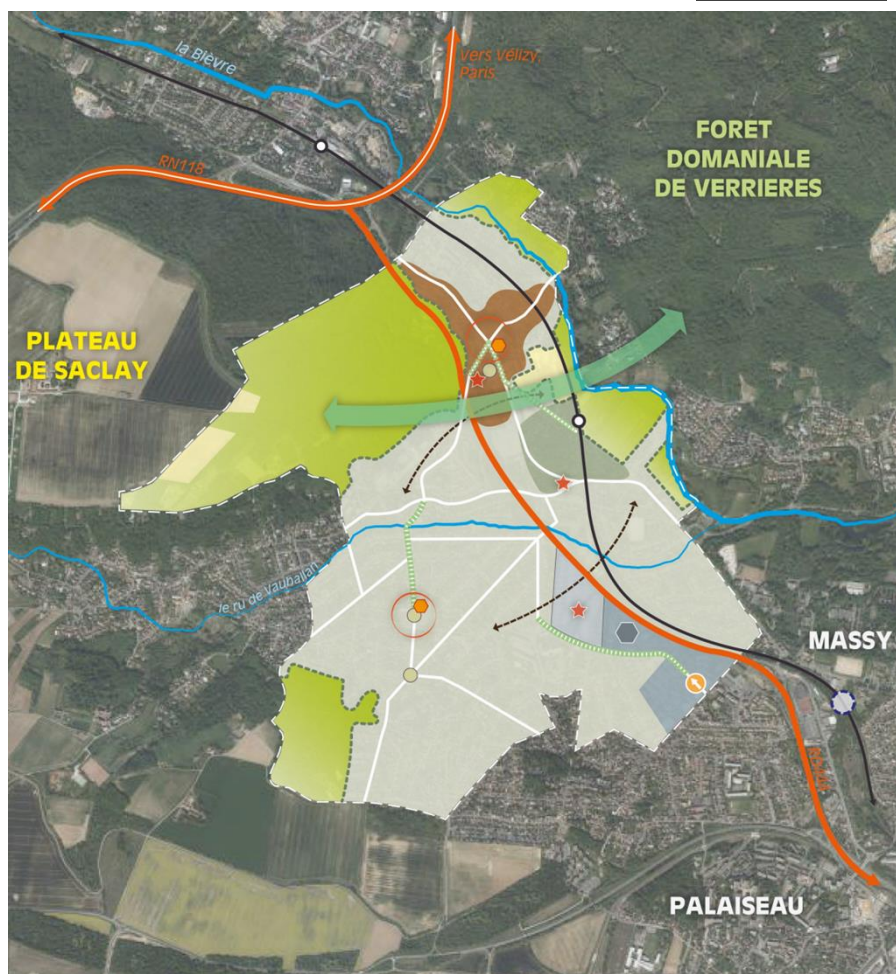 la Bièvre
vers Vélizy
Paris
FORET
DOMANIALE
DE VERRIERES
RN118
PLATEAU
DE SACLAY
le ru de Vauhallan
MASSY
PALAISEAU